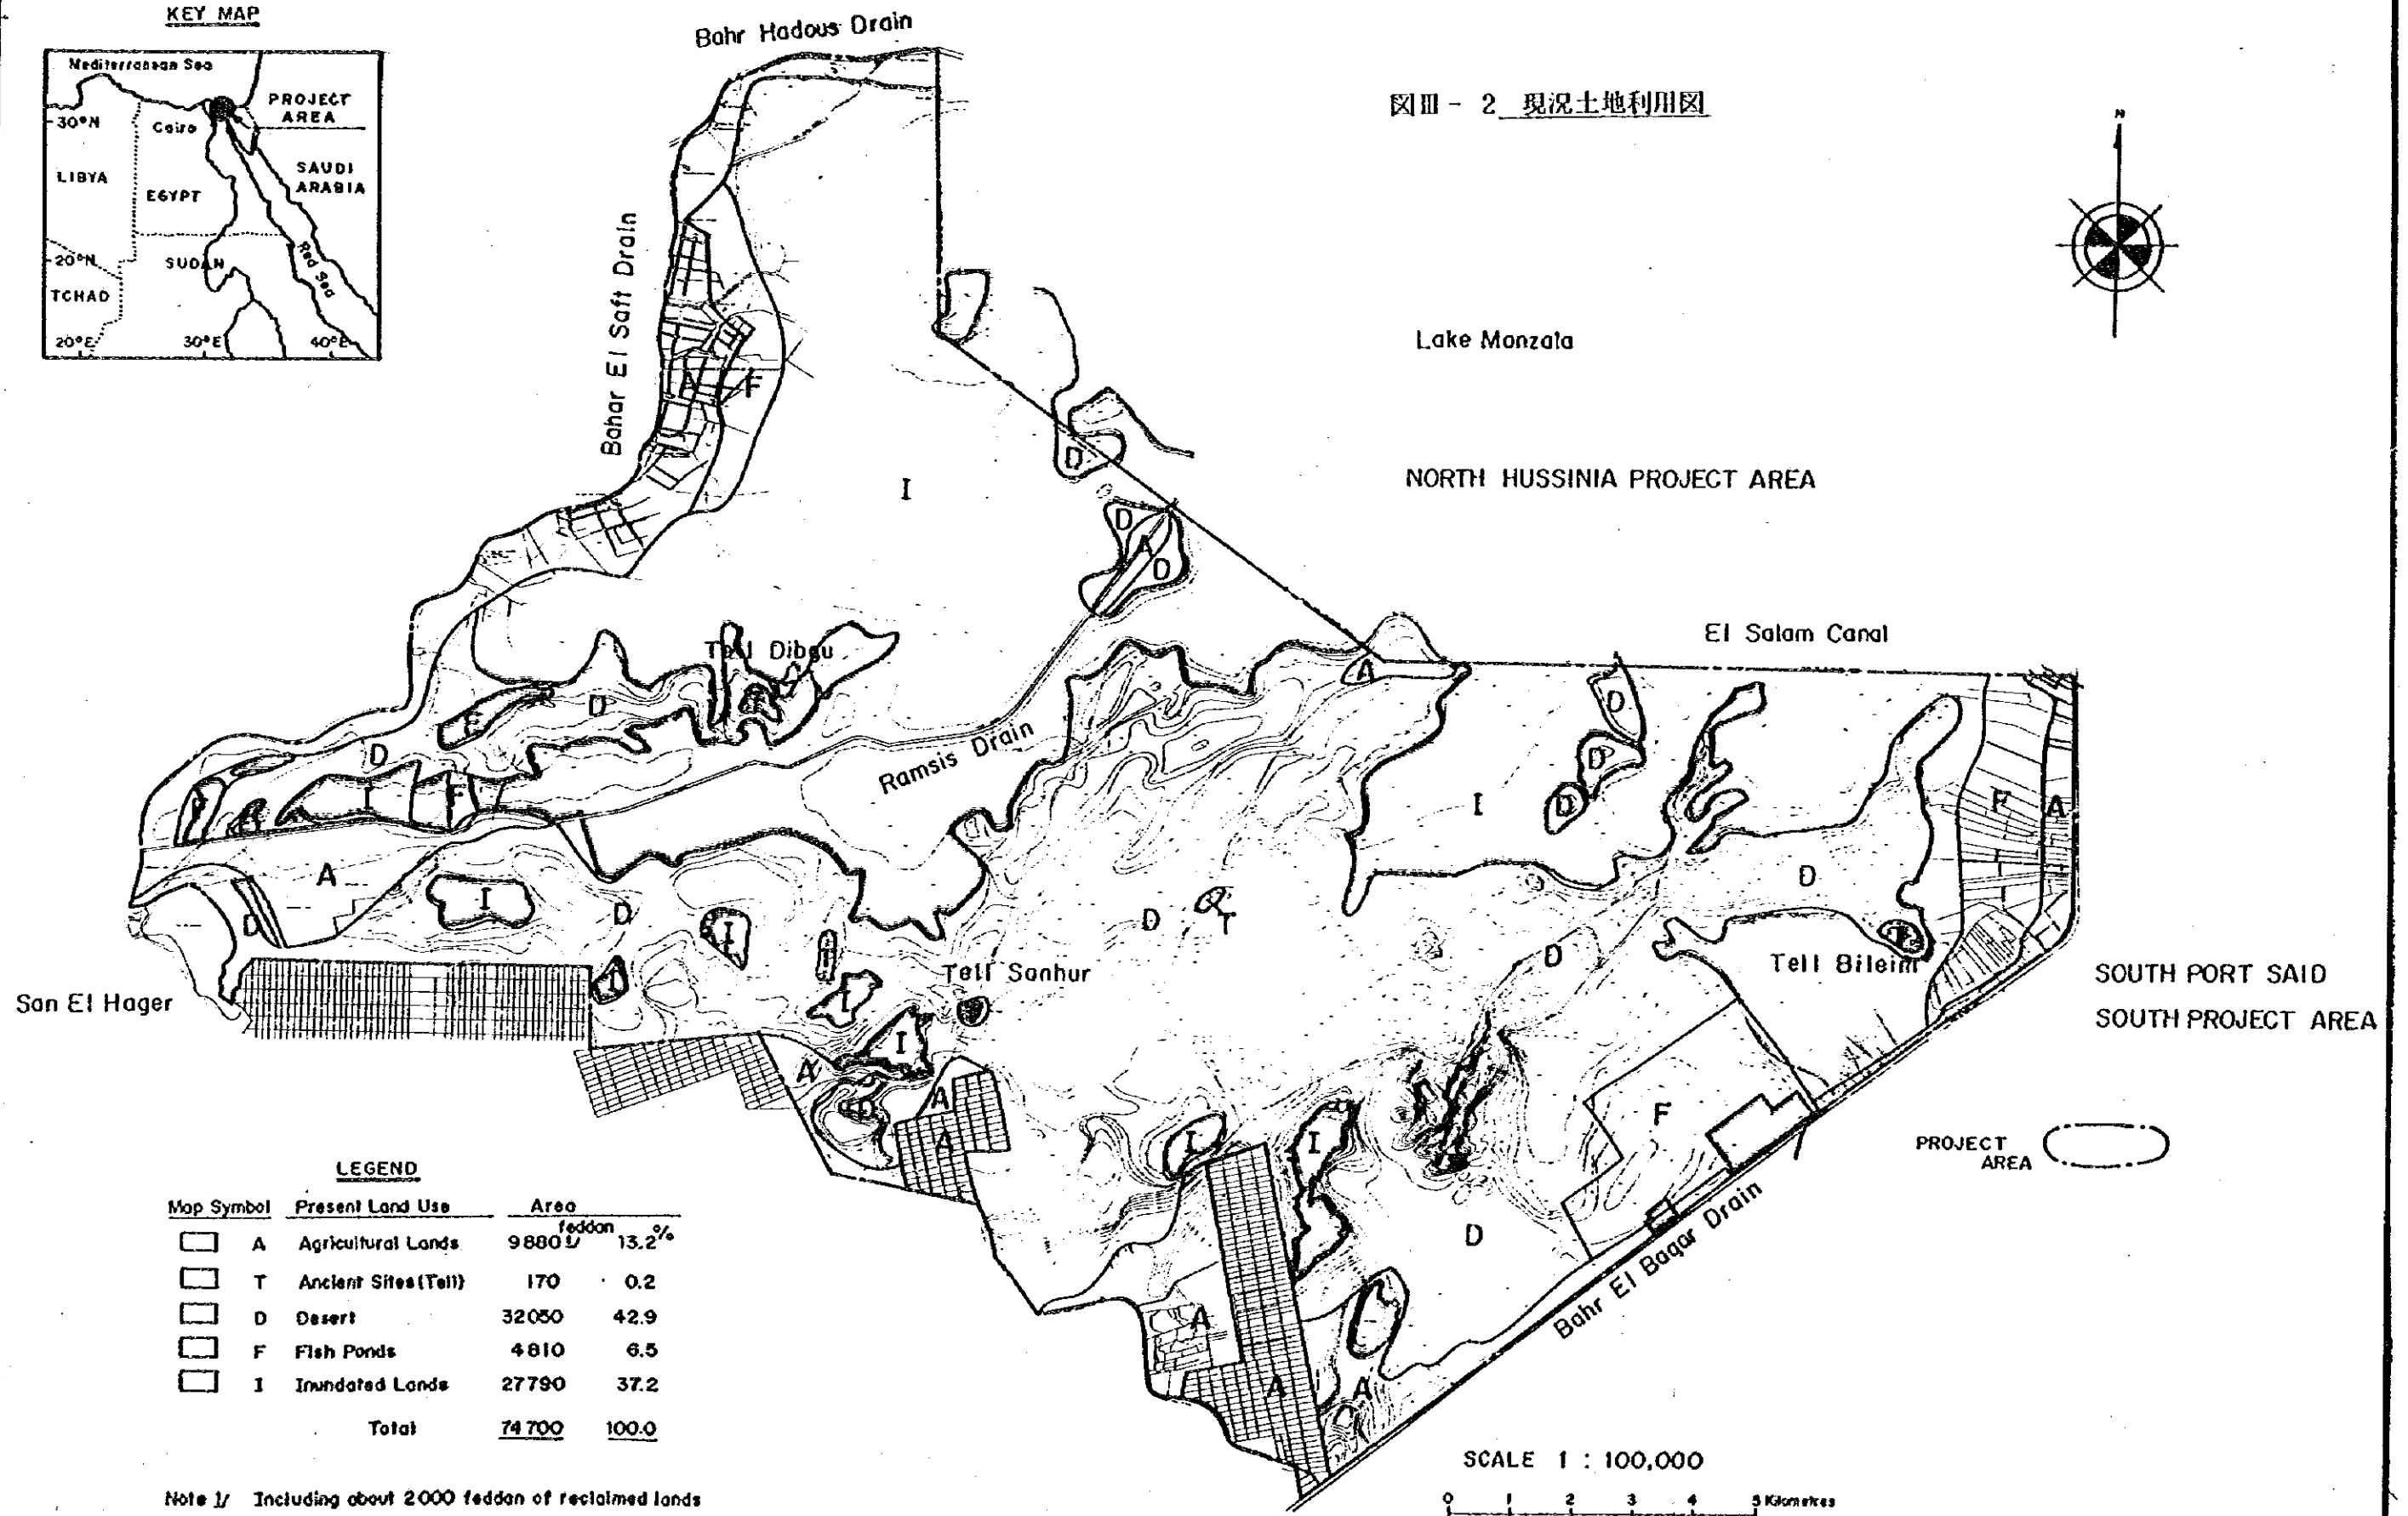 KEY MAP
Mediterranean Sea
PROJECT
AREA
30°N
Cairo
LIBYA
EGYPT
SAUDI
ARABIA
20°N
SUDAN
Red Sea
TCHAD
20°E
30°E
40°E
Bahr Hadous Drain
図III - 2 現況土地利用図
N
Bahar El Saft Drain
Lake Manzala
NORTH HUSSINIA PROJECT AREA
A
F
I
D
D
A
D
El Salam Canal
Tell Dibgu
A
D
F
D
D
D
Ramsis Drain
I
F
D
D
I
F
A
A
I
D
D
I
D
T
D
D
I
I
Tell Sanhur
Tell Bileim
San El Hager
I
I
SOUTH PORT SAID
SOUTH PROJECT AREA
A
D
A
A
I
I
F
D
PROJECT
AREA
Bahr El Baqar Drain
A
A
A
LEGEND
Map Symbol Present Land Use Area
feddan %
A Agricultural Lands 9880 1/ 13.2
T Ancient Sites (Tell) 170 0.2
D Desert 32050 42.9
F Fish Ponds 4810 6.5
I Inundated Lands 27790 37.2
Total 74700 100.0
Note 1/ Including about 2000 feddan of reclaimed lands
SCALE 1 : 100,000
0 1 2 3 4 5 Kilometres